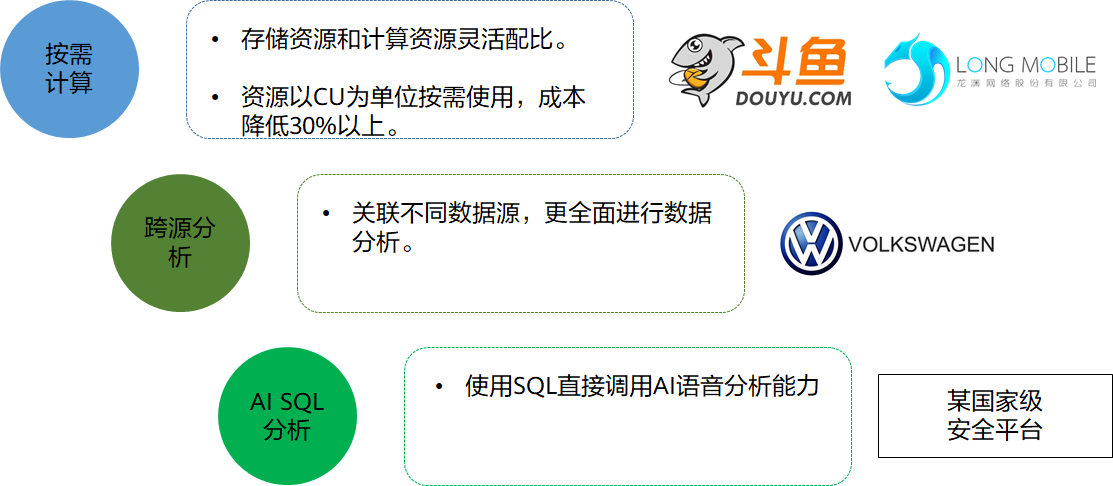 按需
计算
• 存储资源和计算资源灵活配比。
• 资源以CU为单位按需使用，成本
降低30%以上。
斗鱼
DOUYU.COM
LONG MOBILE
龙渊网络股份有限公司
跨源分
析
• 关联不同数据源，更全面进行数据
分析。
VW
VOLKSWAGEN
AI SQL
分析
• 使用SQL直接调用AI语音分析能力
某国家级
安全平台